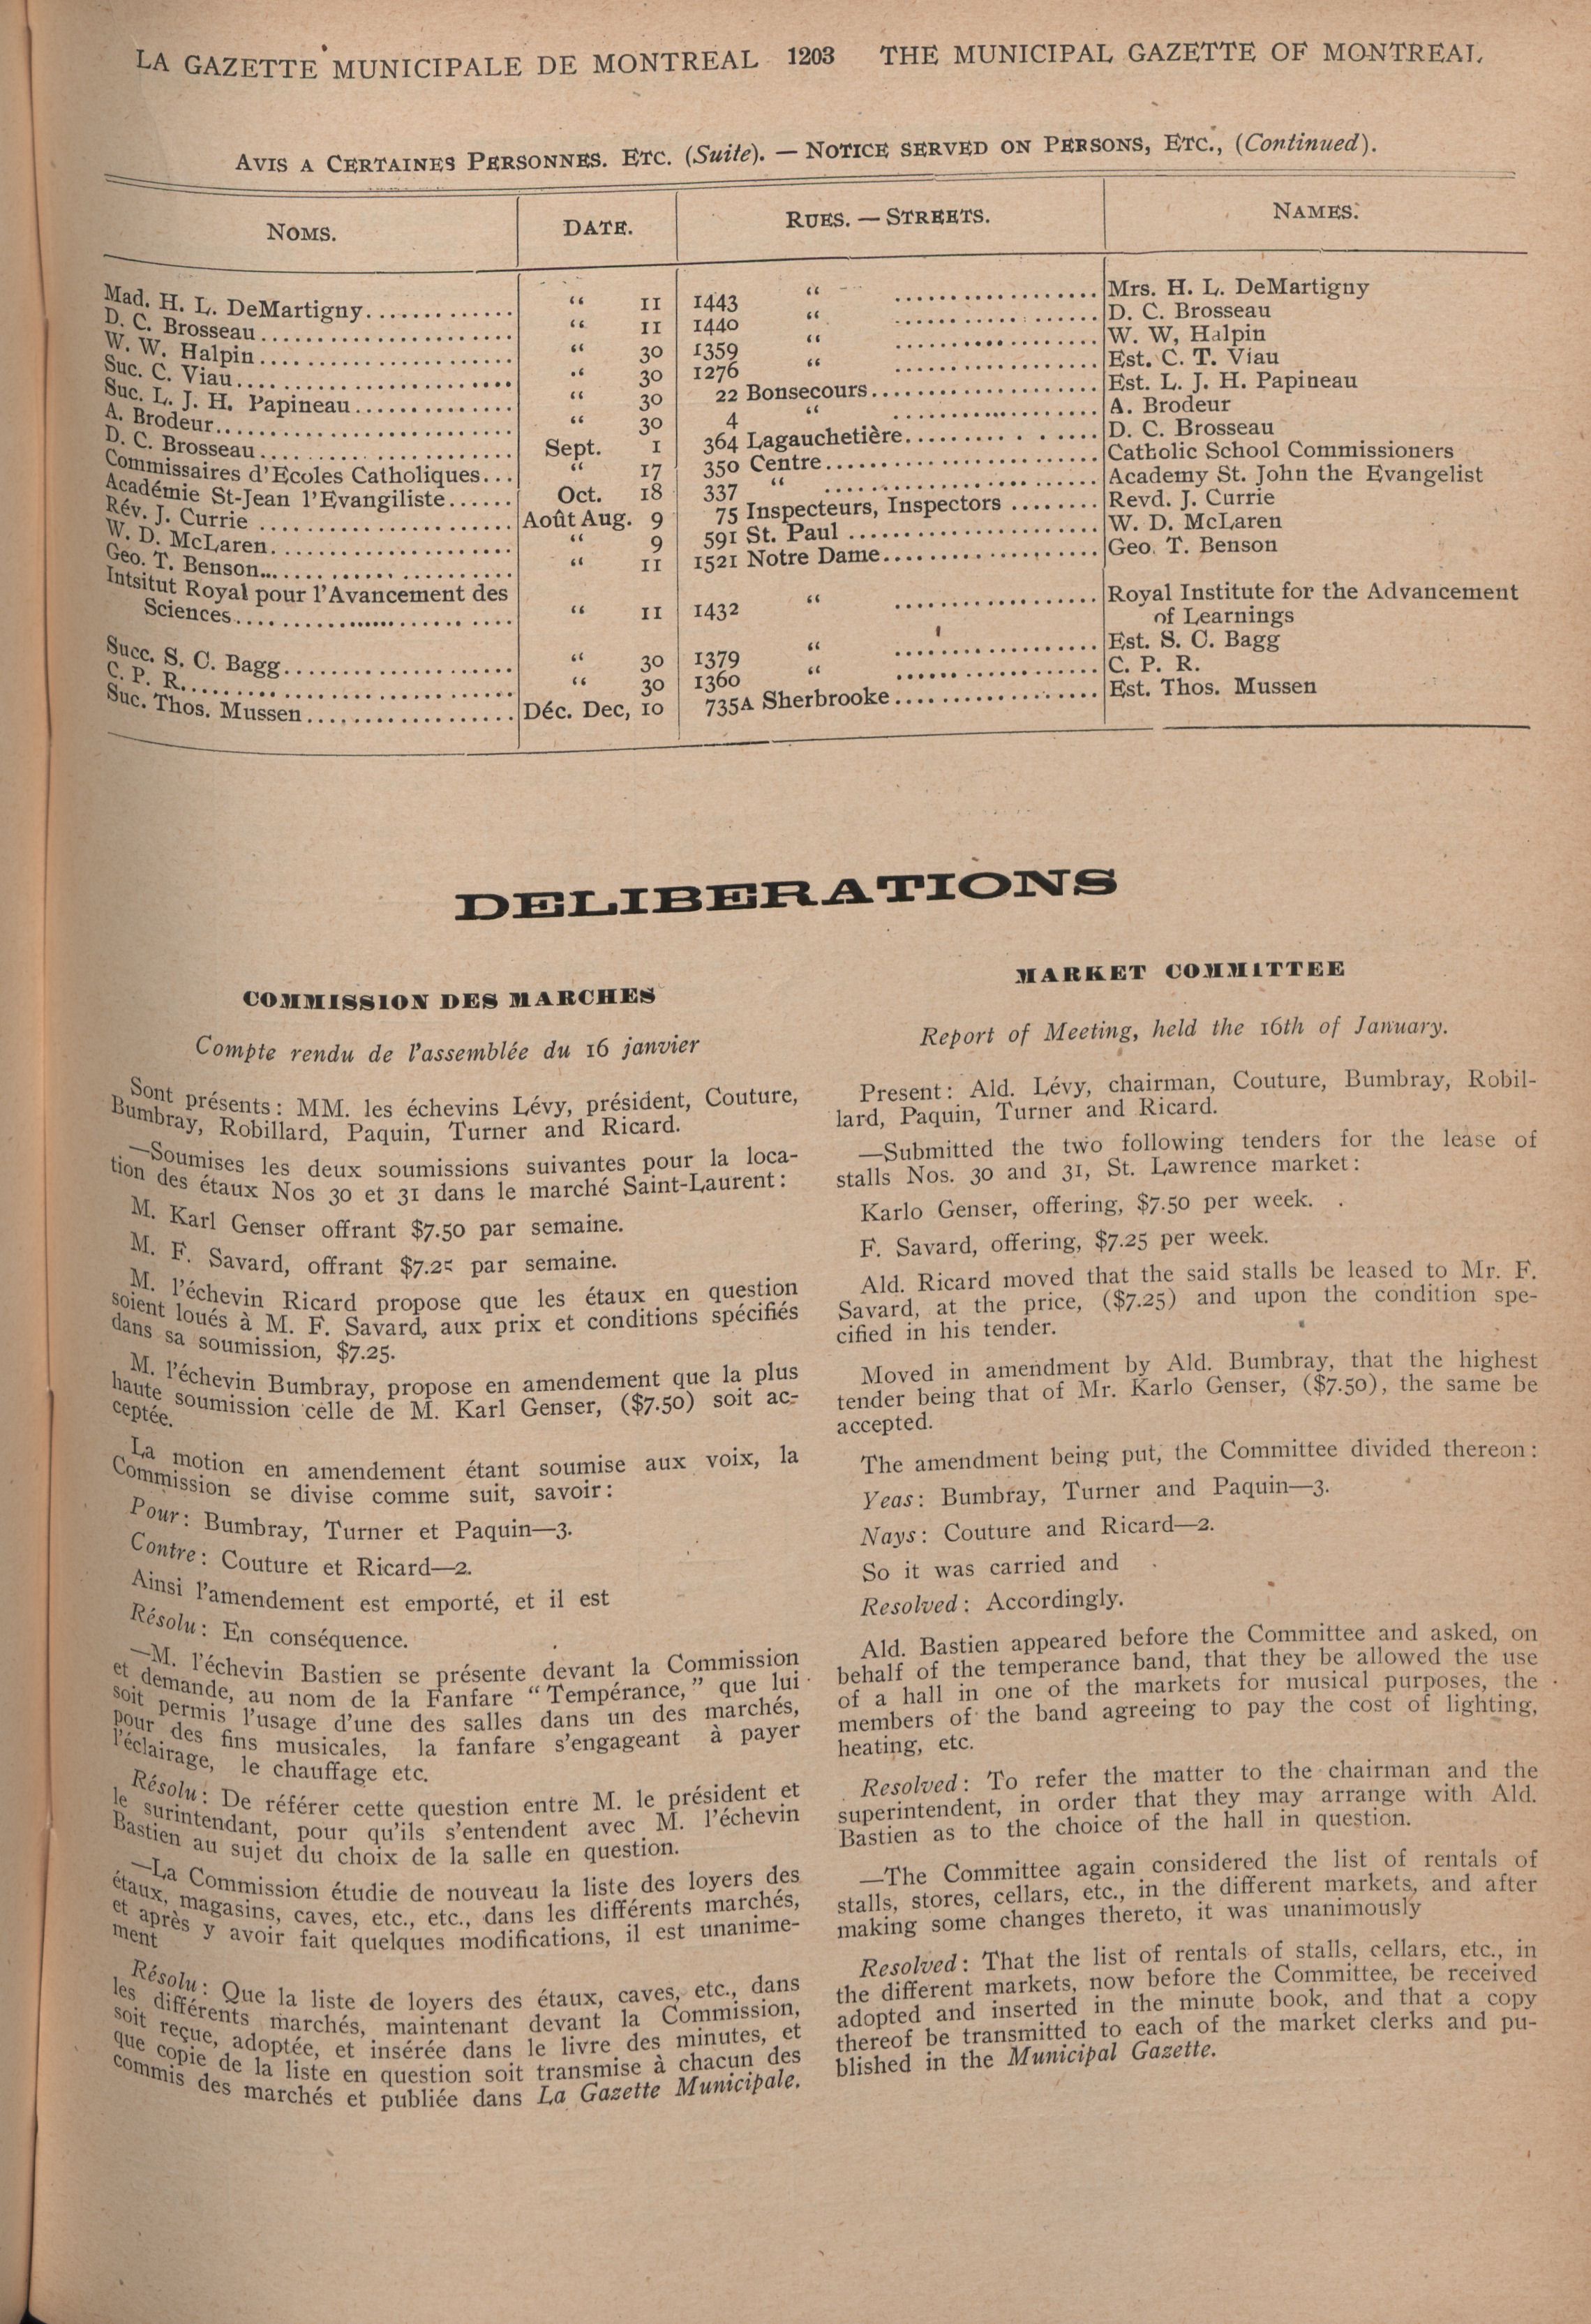 LA GAZETTE MUNICIPALE DE MONTREAL 1203 THE MUNICIPAL GAZETTE OF MONTREAL
AVIS A CERTAINES PERSONNES. ETC. (Suite). — NOTICE SERVED ON PERSONS, ETC., (Continued).
NOMS. DATE. RUES. — STREETS. NAMES.
Mad. H. L. DeMartigny............. “ 11 1443 “ .................. Mrs. H. L. DeMartigny
D. C. Brosseau...................... “ 11 1440 “ .................. D. C. Brosseau
W. W. Halpin...................... “ 30 1359 “ .................. W. W, Halpin
Suc. C. Viau........................ “ 30 1276 “ .................. Est. C. T. Viau
Suc. L. J. H. Papineau.............. “ 30 22 Bonsecours.................... Est. L. J. H. Papineau
A. Brodeur.......................... “ 30 4 “ .................. A. Brodeur
D. C. Brosseau...................... Sept. 1 364 Lagauchetière................. D. C. Brosseau
Commissaires d'Ecoles Catholiques... “ 17 350 Centre........................ Catholic School Commissioners
Académie St-Jean l'Evangiliste...... Oct. 18 337 “ ........................ Academy St. John the Evangelist
Rév. J. Currie ...................... Août Aug. 9 75 Inspecteurs, Inspectors ........ Revd. J. Currie
W. D. McLaren.................... “ 9 591 St. Paul ...................... W. D. McLaren
Geo. T. Benson...................... “ 11 1521 Notre Dame................... Geo. T. Benson
Intsitut Royal pour l'Avancement des
Sciences........................ “ 11 1432 “ .................. Royal Institute for the Advancement
of Learnings
Succ. S. C. Bagg................... “ 30 1379 “ .................. Est. S. C. Bagg
C. P. R........................... “ 30 1360 “ .................. C. P. R.
Suc. Thos. Mussen.................. Déc. Dec, 10 735A Sherbrooke.................. Est. Thos. Mussen
DELIBERATIONS
COMMISSION DES MARCHES
Compte rendu de l'assemblée du 16 janvier
Sont présents: MM. les échevins Lévy, président, Couture,
Bumbray, Robillard, Paquin, Turner and Ricard.
—Soumises les deux soumissions suivantes pour la loca-
tion des étaux Nos 30 et 31 dans le marché Saint-Laurent:
M. Karl Genser offrant $7.50 par semaine.
M. F. Savard, offrant $7.25 par semaine.
M. l'échevin Ricard propose que les étaux en question
soient loués à M. F. Savard, aux prix et conditions spécifiés
dans sa soumission, $7.25.
M. l'échevin Bumbray, propose en amendement que la plus
haute soumission celle de M. Karl Genser, ($7.50) soit ac-
ceptée.
La motion en amendement étant soumise aux voix, la
Commission se divise comme suit, savoir:
Pour: Bumbray, Turner et Paquin—3.
Contre: Couture et Ricard—2.
Ainsi l'amendement est emporté, et il est
Résolu: En conséquence.
—M. l'échevin Bastien se présente devant la Commission
et demande, au nom de la Fanfare “Tempérance,” que lui
soit permis l'usage d'une des salles dans un des marchés,
pour des fins musicales, la fanfare s'engageant à payer
l'éclairage, le chauffage etc.
Résolu: De référer cette question entre M. le président et
le surintendant, pour qu'ils s'entendent avec M. l'échevin
Bastien au sujet du choix de la salle en question.
—La Commission étudie de nouveau la liste des loyers des
étaux, magasins, caves, etc., etc., dans les différents marchés,
et après y avoir fait quelques modifications, il est unanime-
ment
Résolu: Que la liste de loyers des étaux, caves, etc., dans
les différents marchés, maintenant devant la Commission,
soit reçue, adoptée, et insérée dans le livre des minutes, et
que copie de la liste en question soit transmise à chacun des
commis des marchés et publiée dans La Gazette Municipale.
MARKET COMMITTEE
Report of Meeting, held the 16th of January.
Present: Ald. Lévy, chairman, Couture, Bumbray, Robil-
lard, Paquin, Turner and Ricard.
—Submitted the two following tenders for the lease of
stalls Nos. 30 and 31, St. Lawrence market:
Karlo Genser, offering, $7.50 per week.
F. Savard, offering, $7.25 per week.
Ald. Ricard moved that the said stalls be leased to Mr. F.
Savard, at the price, ($7.25) and upon the condition spe-
cified in his tender.
Moved in amendment by Ald. Bumbray, that the highest
tender being that of Mr. Karlo Genser, ($7.50), the same be
accepted.
The amendment being put, the Committee divided thereon:
Yeas: Bumbray, Turner and Paquin—3.
Nays: Couture and Ricard—2.
So it was carried and
Resolved: Accordingly.
Ald. Bastien appeared before the Committee and asked, on
behalf of the temperance band, that they be allowed the use
of a hall in one of the markets for musical purposes, the
members of the band agreeing to pay the cost of lighting,
heating, etc.
Resolved: To refer the matter to the chairman and the
superintendent, in order that they may arrange with Ald.
Bastien as to the choice of the hall in question.
—The Committee again considered the list of rentals of
stalls, stores, cellars, etc., in the different markets, and after
making some changes thereto, it was unanimously
Resolved: That the list of rentals of stalls, cellars, etc., in
the different markets, now before the Committee, be received
adopted and inserted in the minute book, and that a copy
thereof be transmitted to each of the market clerks and pu-
blished in the Municipal Gazette.